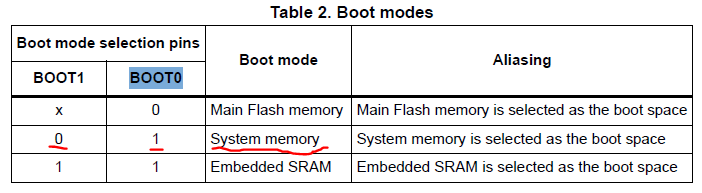 Table 2. Boot modes
Boot mode selection pins Boot mode Aliasing
BOOT1 BOOT0
x 0 Main Flash memory Main Flash memory is selected as the boot space
0 1 System memory System memory is selected as the boot space
1 1 Embedded SRAM Embedded SRAM is selected as the boot space